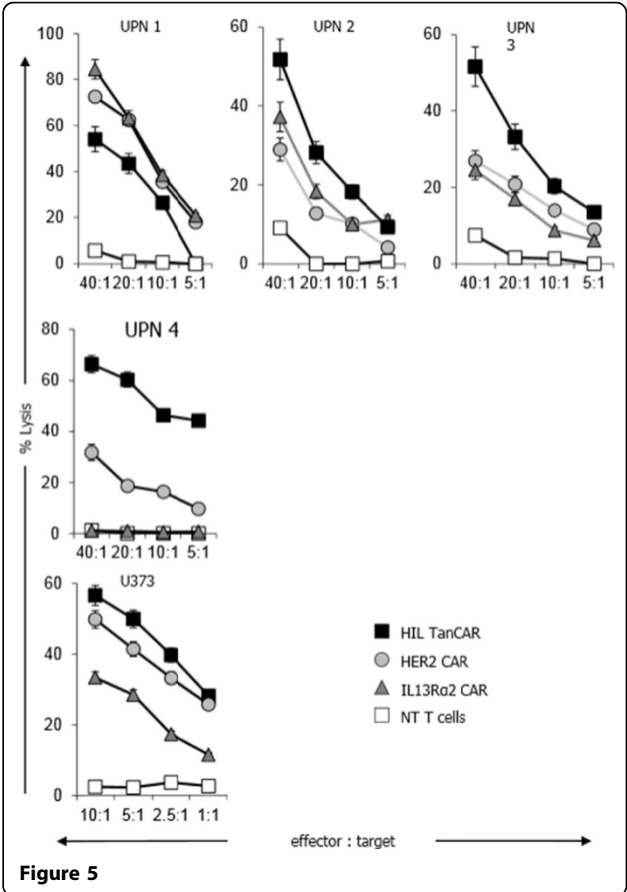 UPN 1
UPN 2
UPN
3
100
80
60
40
20
0
40:1 20:1 10:1 5:1
60
40
20
0
40:1 20:1 10:1 5:1
60
40
20
0
40:1 20:1 10:1 5:1
% Lysis
UPN 4
80
60
40
20
0
40:1 20:1 10:1 5:1
U373
60
40
20
0
10:1 5:1 2.5:1 1:1
HIL TanCAR
HER2 CAR
IL13Rα2 CAR
NT T cells
effector : target
Figure 5